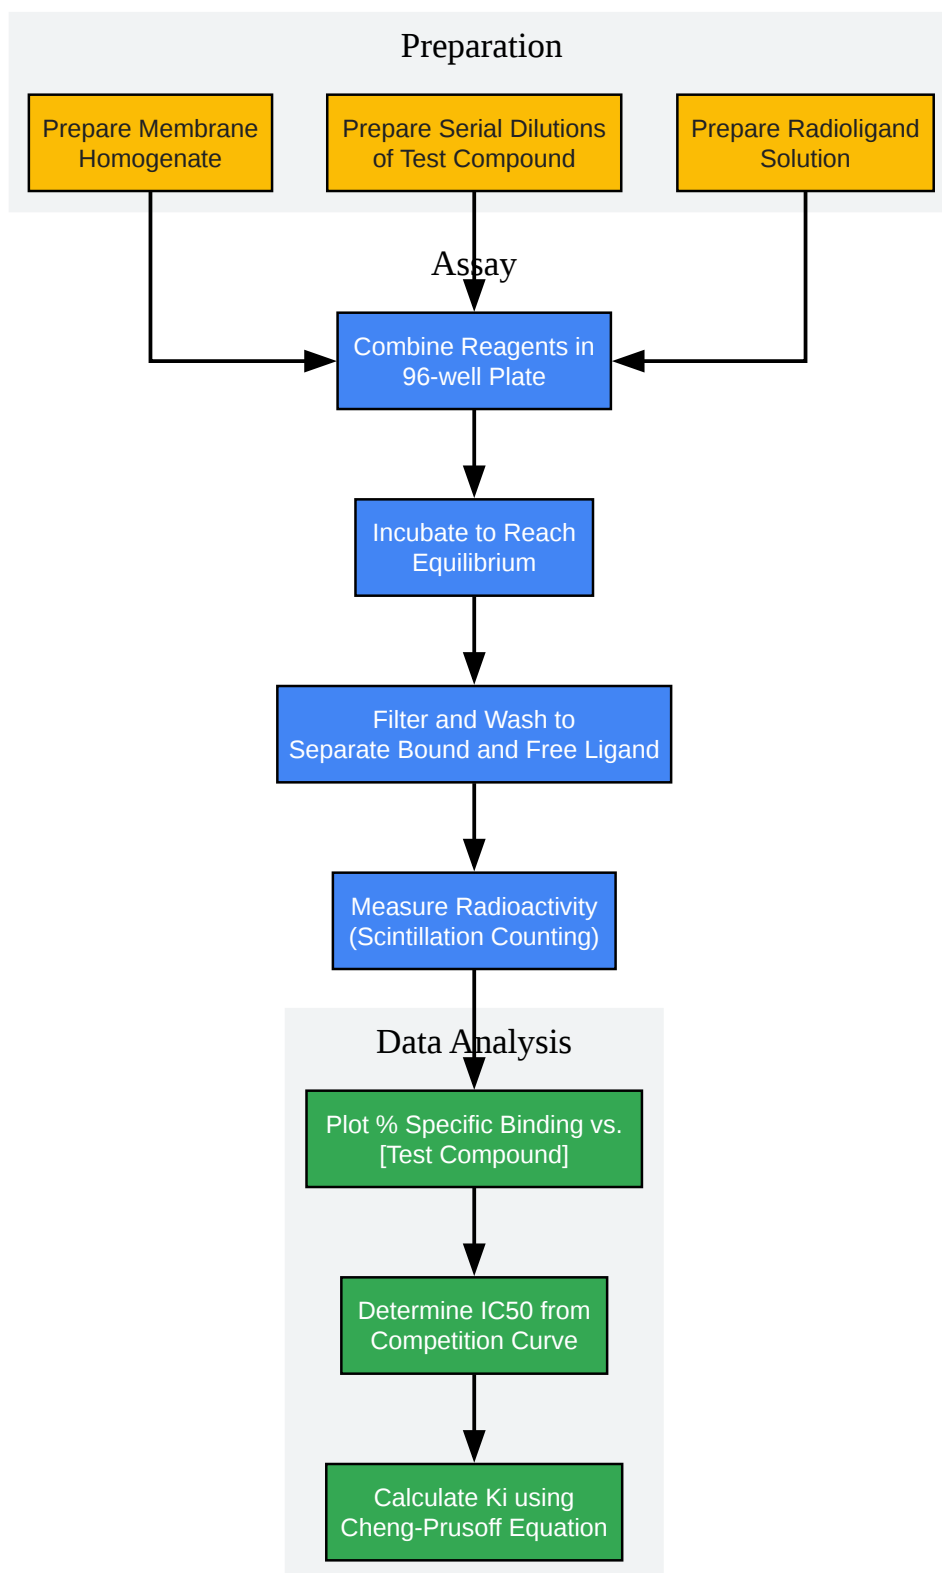 Preparation
Prepare Membrane
Homogenate
Prepare Serial Dilutions
of Test Compound
Prepare Radioligand
Solution
Assay
Combine Reagents in
96-well Plate
Incubate to Reach
Equilibrium
Filter and Wash to
Separate Bound and Free Ligand
Measure Radioactivity
(Scintillation Counting)
Data Analysis
Plot % Specific Binding vs.
[Test Compound]
Determine IC50 from
Competition Curve
Calculate Ki using
Cheng-Prusoff Equation